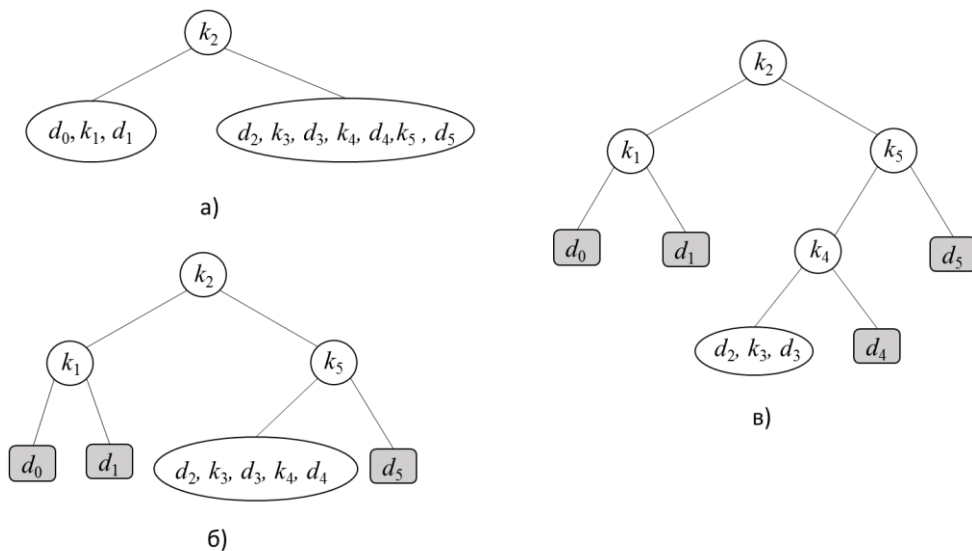 k₂
d₀, k₁, d₁
d₂, k₃, d₃, k₄, d₄,k₅ , d₅
а)
k₂
k₁ k₅
d₀ d₁ d₂, k₃, d₃, k₄, d₄ d₅
б)
k₂
k₁ k₅
d₀ d₁ k₄ d₅
d₂, k₃, d₃ d₄
в)